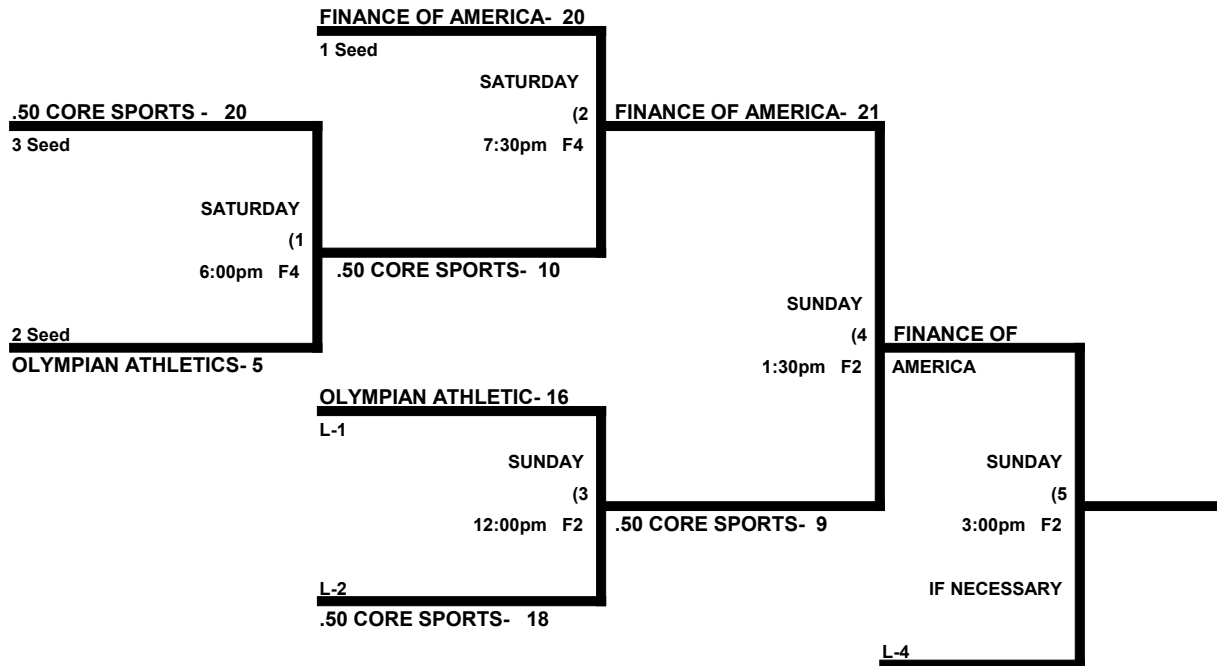 FINANCE OF AMERICA- 20
1 Seed
SATURDAY
(2
7:30pm F4
.50 CORE SPORTS - 20
3 Seed
FINANCE OF AMERICA- 21
SATURDAY
(1
6:00pm F4
.50 CORE SPORTS- 10
2 Seed
OLYMPIAN ATHLETICS- 5
SUNDAY
(4
1:30pm F2
FINANCE OF
AMERICA
OLYMPIAN ATHLETIC- 16
L-1
SUNDAY
(3
12:00pm F2
.50 CORE SPORTS- 9
L-2
.50 CORE SPORTS- 18
SUNDAY
(5
3:00pm F2
IF NECESSARY
L-4